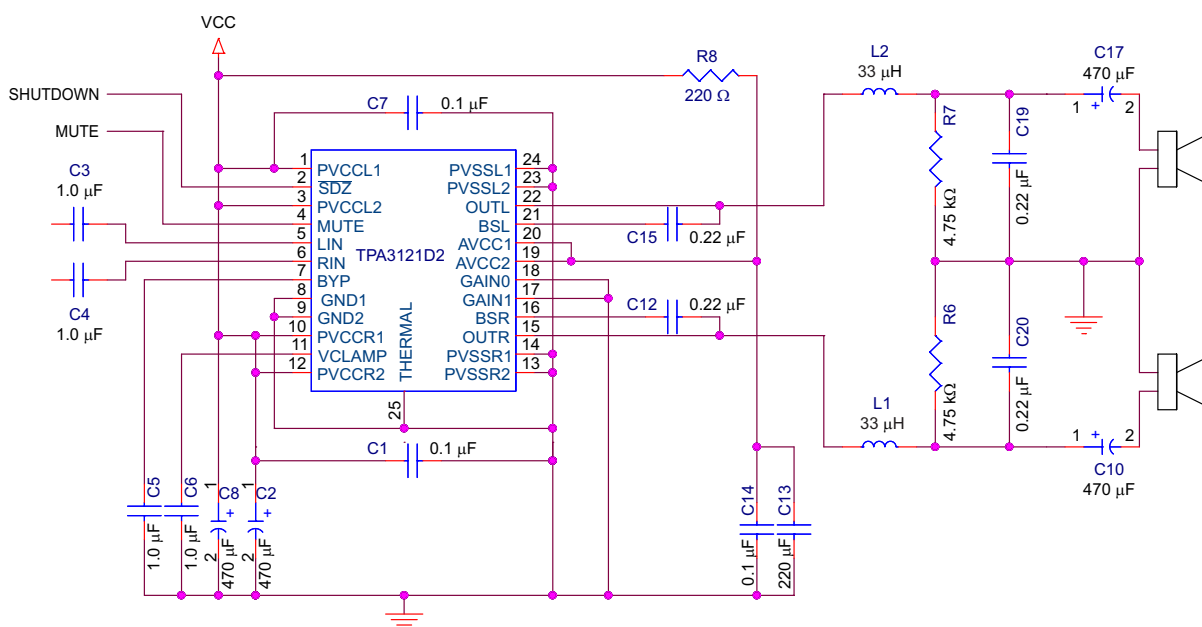 VCC
R8
220 Ω
L2
33 μH
C17
470 μF
1
+
2
SHUTDOWN
MUTE
C7
0.1 μF
C3
1.0 μF
C4
1.0 μF
R7
4.75 kΩ
C19
0.22 μF
TPA3121D2
1 PVCCL1
2 SDZ
3 PVCCL2
4 MUTE
5 LIN
6 RIN
7 BYP
8 GND1
9 GND2
10 PVCCR1
11 VCLAMP
12 PVCCR2
THERMAL
25
PVSSL1 24
PVSSL2 23
OUTL 22
BSL 21
AVCC1 20
AVCC2 19
GAIN0 18
GAIN1 17
BSR 16
OUTR 15
PVSSR1 14
PVSSR2 13
C15
0.22 μF
C12
0.22 μF
R6
4.75 kΩ
C20
0.22 μF
L1
33 μH
1
+
2
C10
470 μF
C1
0.1 μF
C5
1.0 μF
C6
1.0 μF
1
C8
+
2
470 μF
1
C2
+
2
470 μF
C14
0.1 μF
C13
220 μF